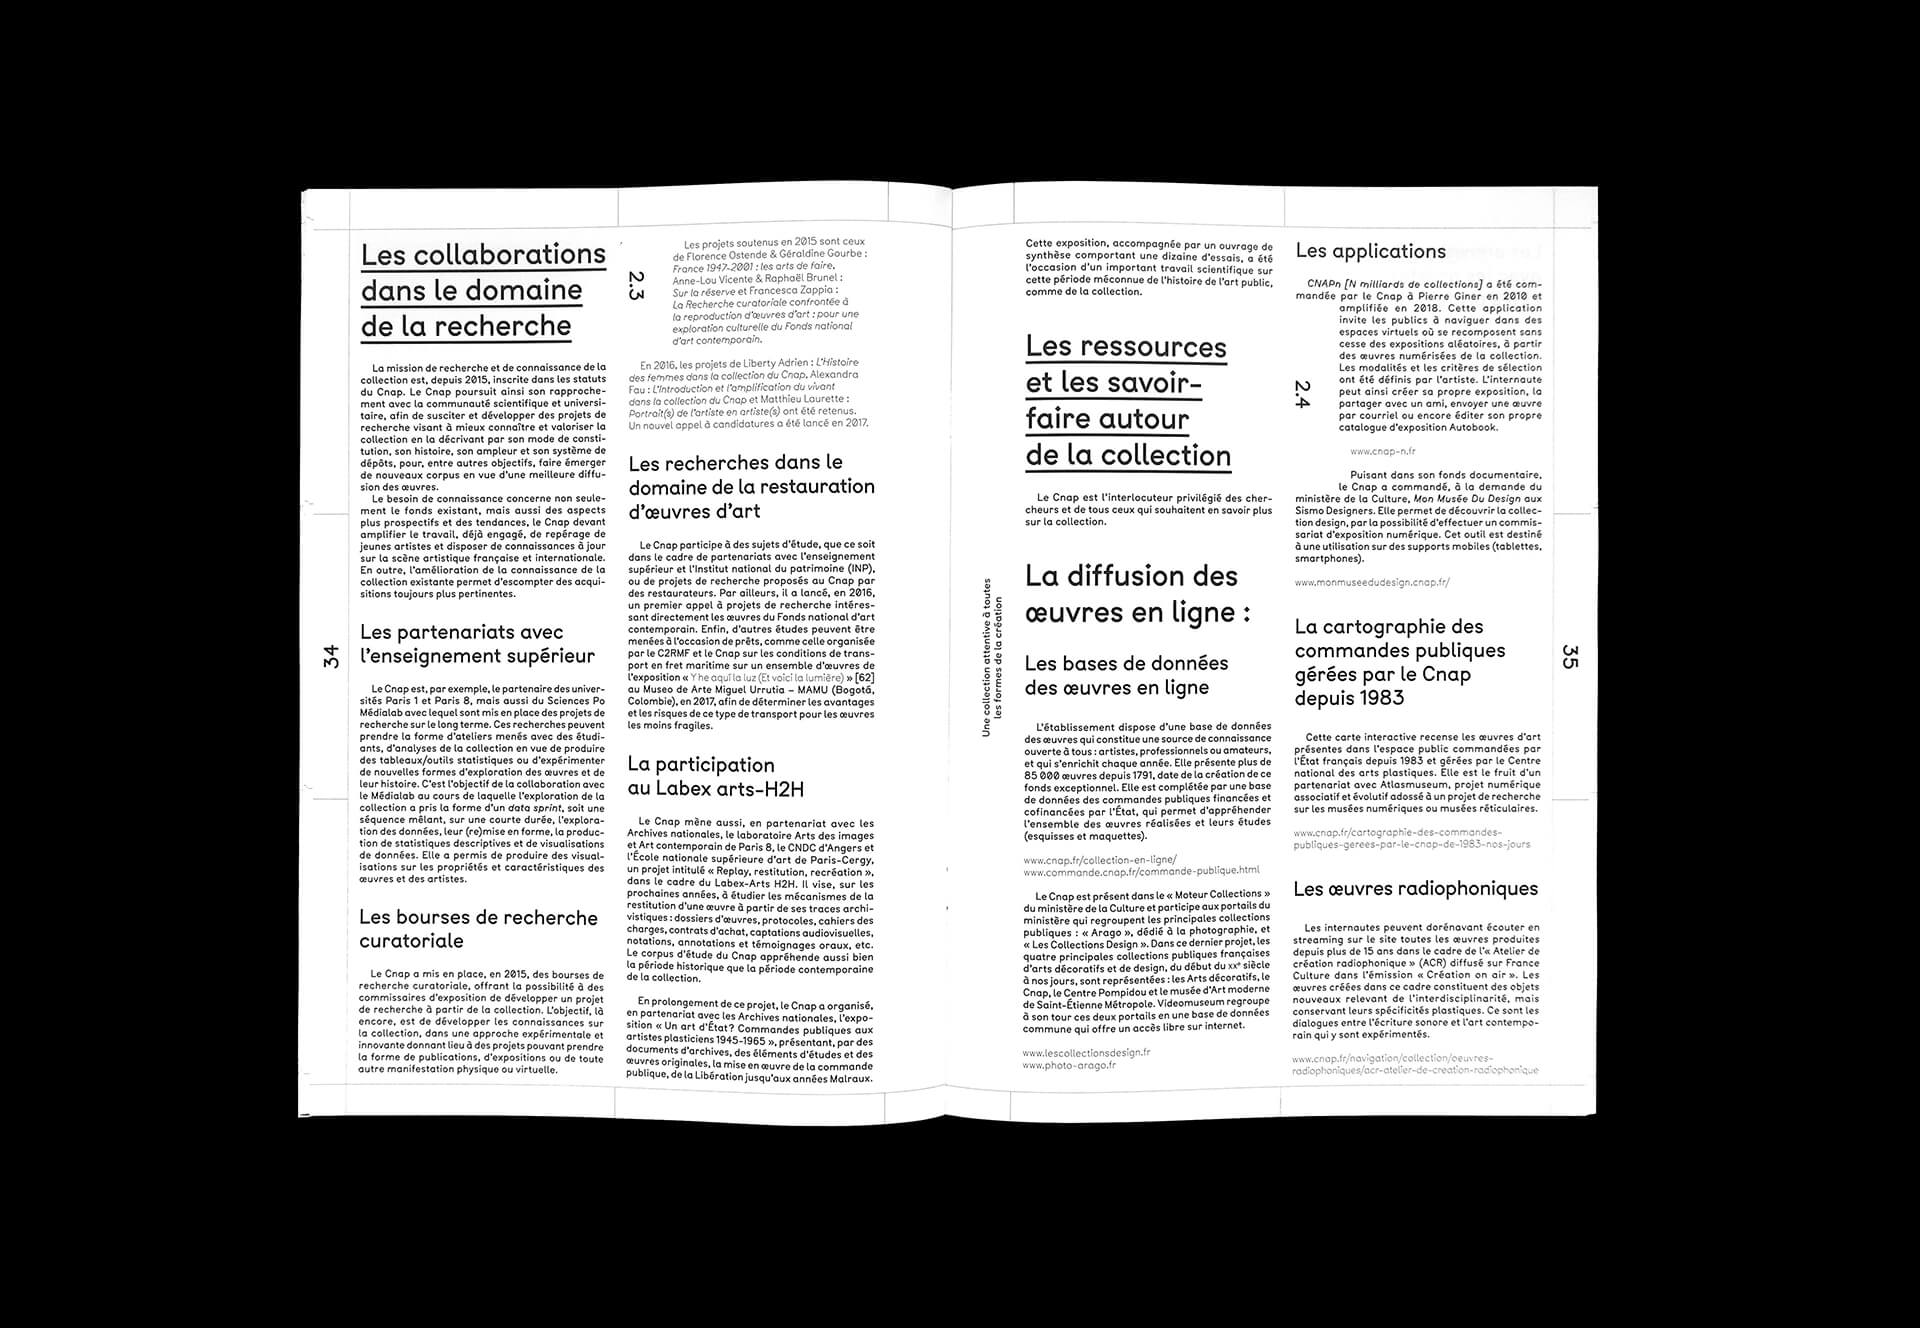 34
Les collaborations
dans le domaine
de la recherche
La mission de recherche et de connaissance de la
collection est, depuis 2015, inscrite dans les statuts
du Cnap. Le Cnap poursuit ainsi son rapproche-
ment avec la communauté scientifique et universi-
taire, afin de susciter et développer des projets de
recherche visant à mieux connaître et valoriser la
collection en la décrivant par son mode de consti-
tution, son histoire, son ampleur et son système de
dépôts, pour, entre autres objectifs, faire émerger
de nouveaux corpus en vue d'une meilleure diffu-
sion des œuvres.
Le besoin de connaissance concerne non seule-
ment le fonds existant, mais aussi des aspects
plus prospectifs et des tendances, le Cnap devant
amplifier le travail, déjà engagé, de repérage de
jeunes artistes et disposer de connaissances à jour
sur la scène artistique française et internationale.
En outre, l'amélioration de la connaissance de la
collection existante permet d'escompter des acqui-
sitions toujours plus pertinentes.
Les partenariats avec
l'enseignement supérieur
Le Cnap est, par exemple, le partenaire des univer-
sités Paris 1 et Paris 8, mais aussi du Sciences Po
Médialab avec lequel sont mis en place des projets de
recherche sur le long terme. Ces recherches peuvent
prendre la forme d'ateliers menés avec des étudi-
ants, d'analyses de la collection en vue de produire
des tableaux/outils statistiques ou d'expérimenter
de nouvelles formes d'exploration des œuvres et de
leur histoire. C'est l'objectif de la collaboration avec
le Médialab au cours de laquelle l'exploration de la
collection a pris la forme d'un data sprint, soit une
séquence mêlant, sur une courte durée, l'explora-
tion des données, leur (re)mise en forme, la produc-
tion de statistiques descriptives et de visualisations
de données. Elle a permis de produire des visual-
isations sur les propriétés et caractéristiques des
œuvres et des artistes.
Les bourses de recherche
curatoriale
Le Cnap a mis en place, en 2015, des bourses de
recherche curatoriale, offrant la possibilité à des
commissaires d'exposition de développer un projet
de recherche à partir de la collection. L'objectif, là
encore, est de développer les connaissances sur
la collection, dans une approche expérimentale et
innovante donnant lieu à des projets pouvant prendre
la forme de publications, d'expositions ou de toute
autre manifestation physique ou virtuelle.
2.3
Les projets soutenus en 2015 sont ceux
de Florence Ostende & Géraldine Gourbe :
France 1947-2001 : les arts de faire,
Anne-Lou Vicente & Raphaël Brunel :
Sur la réserve et Francesca Zappia :
La Recherche curatoriale confrontée à
la reproduction d'œuvres d'art : pour une
exploration culturelle du Fonds national
d'art contemporain.
En 2016, les projets de Liberty Adrien : L'Histoire
des femmes dans la collection du Cnap, Alexandra
Fau : L'Introduction et l'amplification du vivant
dans la collection du Cnap et Matthieu Laurette :
Portrait(s) de l'artiste en artiste(s) ont été retenus.
Un nouvel appel à candidatures a été lancé en 2017.
Les recherches dans le
domaine de la restauration
d'œuvres d'art
Le Cnap participe à des sujets d'étude, que ce soit
dans le cadre de partenariats avec l'enseignement
supérieur et l'Institut national du patrimoine (INP),
ou de projets de recherche proposés au Cnap par
des restaurateurs. Par ailleurs, il a lancé, en 2016,
un premier appel à projets de recherche intéres-
sant directement les œuvres du Fonds national d'art
contemporain. Enfin, d'autres études peuvent être
menées à l'occasion de prêts, comme celle organisée
par le C2RMF et le Cnap sur les conditions de trans-
port en fret maritime sur un ensemble d'œuvres de
l'exposition « Y he aquí la luz (Et voici la lumière) » [62]
au Museo de Arte Miguel Urrutia – MAMU (Bogotá,
Colombie), en 2017, afin de déterminer les avantages
et les risques de ce type de transport pour les œuvres
les moins fragiles.
La participation
au Labex arts-H2H
Le Cnap mène aussi, en partenariat avec les
Archives nationales, le laboratoire Arts des images
et Art contemporain de Paris 8, le CNDC d'Angers et
l'École nationale supérieure d'art de Paris-Cergy,
un projet intitulé « Replay, restitution, recréation »,
dans le cadre du Labex-Arts H2H. Il vise, sur les
prochaines années, à étudier les mécanismes de la
restitution d'une œuvre à partir de ses traces archi-
vistiques : dossiers d'œuvres, protocoles, cahiers des
charges, contrats d'achat, captations audiovisuelles,
notations, annotations et témoignages oraux, etc.
Le corpus d'étude du Cnap appréhende aussi bien
la période historique que la période contemporaine
de la collection.
En prolongement de ce projet, le Cnap a organisé,
en partenariat avec les Archives nationales, l'expo-
sition « Un art d'État? Commandes publiques aux
artistes plasticiens 1945-1965 », présentant, par des
documents d'archives, des éléments d'études et des
œuvres originales, la mise en œuvre de la commande
publique, de la Libération jusqu'aux années Malraux.
Une collection attentive à toutes
les formes de la création
Cette exposition, accompagnée par un ouvrage de
synthèse comportant une dizaine d'essais, a été
l'occasion d'un important travail scientifique sur
cette période méconnue de l'histoire de l'art public,
comme de la collection.
Les ressources
et les savoir-
faire autour
de la collection
Le Cnap est l'interlocuteur privilégié des cher-
cheurs et de tous ceux qui souhaitent en savoir plus
sur la collection.
La diffusion des
œuvres en ligne :
Les bases de données
des œuvres en ligne
L'établissement dispose d'une base de données
des œuvres qui constitue une source de connaissance
ouverte à tous : artistes, professionnels ou amateurs,
et qui s'enrichit chaque année. Elle présente plus de
85 000 œuvres depuis 1791, date de la création de ce
fonds exceptionnel. Elle est complétée par une base
de données des commandes publiques financées et
cofinancées par l'État, qui permet d'appréhender
l'ensemble des œuvres réalisées et leurs études
(esquisses et maquettes).
www.cnap.fr/collection-en-ligne/
www.commande.cnap.fr/commande-publique.html
Le Cnap est présent dans le « Moteur Collections »
du ministère de la Culture et participe aux portails du
ministère qui regroupent les principales collections
publiques : « Arago », dédié à la photographie, et
« Les Collections Design ». Dans ce dernier projet, les
quatre principales collections publiques françaises
d'arts décoratifs et de design, du début du XXe siècle
à nos jours, sont représentées : les Arts décoratifs, le
Cnap, le Centre Pompidou et le musée d'Art moderne
de Saint-Étienne Métropole. Videomuseum regroupe
à son tour ces deux portails en une base de données
commune qui offre un accès libre sur internet.
www.lescollectionsdesign.fr
www.photo-arago.fr
Les applications
2.4
CNAPn [N milliards de collections] a été com-
mandée par le Cnap à Pierre Giner en 2010 et
amplifiée en 2018. Cette application
invite les publics à naviguer dans des
espaces virtuels où se recomposent sans
cesse des expositions aléatoires, à partir
des œuvres numérisées de la collection.
Les modalités et les critères de sélection
ont été définis par l'artiste. L'internaute
peut ainsi créer sa propre exposition, la
partager avec un ami, envoyer une œuvre
par courriel ou encore éditer son propre
catalogue d'exposition Autobook.
www.cnap-n.fr
Puisant dans son fonds documentaire,
le Cnap a commandé, à la demande du
ministère de la Culture, Mon Musée Du Design aux
Sismo Designers. Elle permet de découvrir la collec-
tion design, par la possibilité d'effectuer un commis-
sariat d'exposition numérique. Cet outil est destiné
à une utilisation sur des supports mobiles (tablettes,
smartphones).
www.monmuseedudesign.cnap.fr/
La cartographie des
commandes publiques
gérées par le Cnap
depuis 1983
Cette carte interactive recense les œuvres d'art
présentes dans l'espace public commandées par
l'État français depuis 1983 et gérées par le Centre
national des arts plastiques. Elle est le fruit d'un
partenariat avec Atlasmuseum, projet numérique
associatif et évolutif adossé à un projet de recherche
sur les musées numériques ou musées réticulaires.
www.cnap.fr/cartographie-des-commandes-
publiques-gerees-par-le-cnap-de-1983-nos-jours
Les œuvres radiophoniques
Les internautes peuvent dorénavant écouter en
streaming sur le site toutes les œuvres produites
depuis plus de 15 ans dans le cadre de l'« Atelier de
création radiophonique » (ACR) diffusé sur France
Culture dans l'émission « Création on air ». Les
œuvres créées dans ce cadre constituent des objets
nouveaux relevant de l'interdisciplinarité, mais
conservant leurs spécificités plastiques. Ce sont les
dialogues entre l'écriture sonore et l'art contempo-
rain qui y sont expérimentés.
www.cnap.fr/navigation/collection/oeuvres-
radiophoniques/acr-atelier-de-creation-radiophonique
35